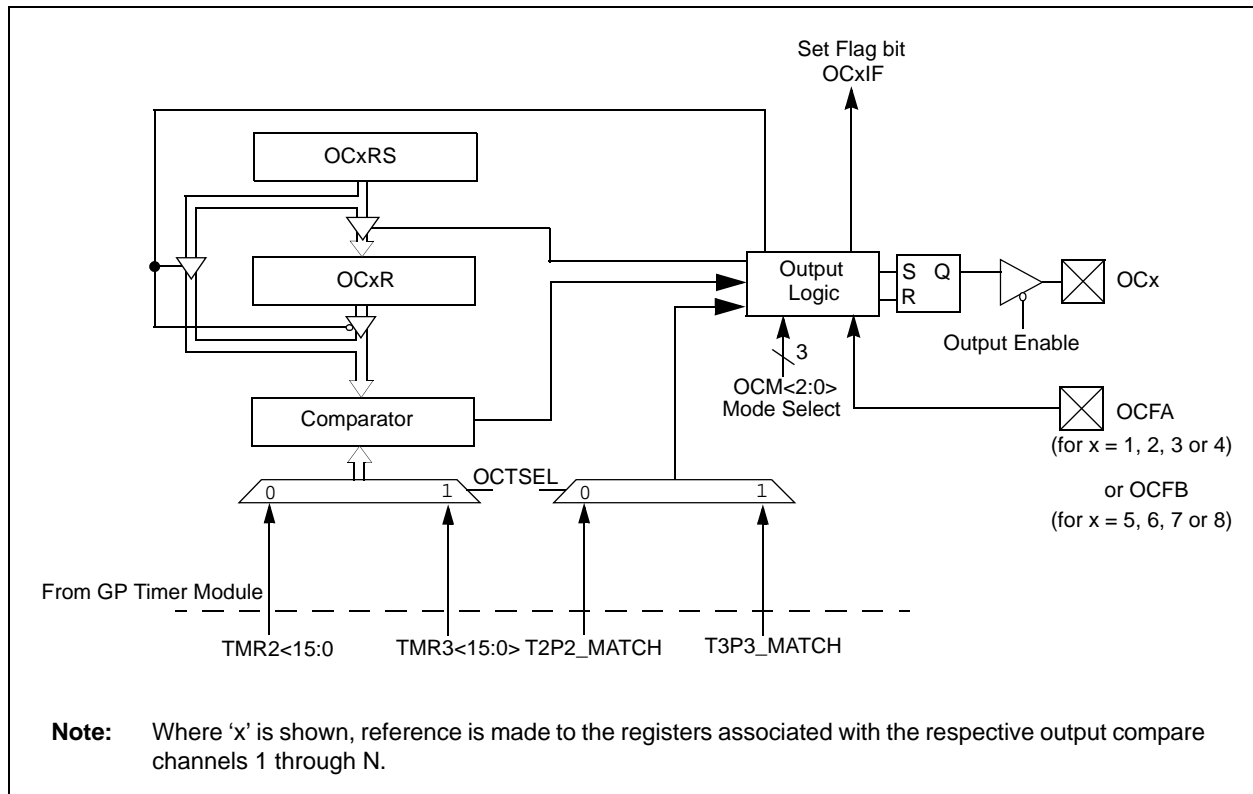 Set Flag bit
OCxIF
OCxRS
OCxR
Output
Logic
S Q
R
OCx
Output Enable
3
OCM<2:0>
Mode Select
Comparator
OCFA
(for x = 1, 2, 3 or 4)
or OCFB
(for x = 5, 6, 7 or 8)
OCTSEL
0 1
0 1
From GP Timer Module
TMR2<15:0
TMR3<15:0>
T2P2_MATCH
T3P3_MATCH
Note: Where ‘x’ is shown, reference is made to the registers associated with the respective output compare
channels 1 through N.